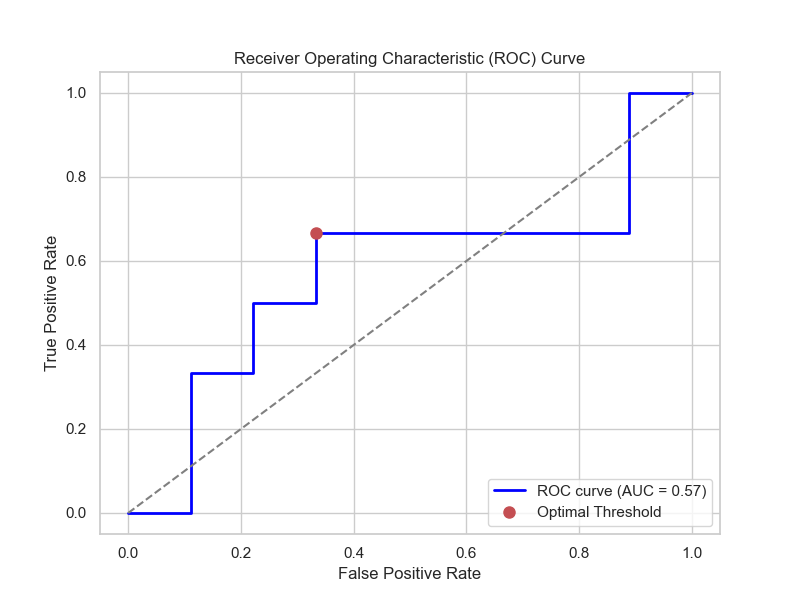 Receiver Operating Characteristic (ROC) Curve
True Positive Rate
1.0
0.8
0.6
0.4
0.2
0.0
ROC curve (AUC = 0.57)
Optimal Threshold
0.0 0.2 0.4 0.6 0.8 1.0
False Positive Rate